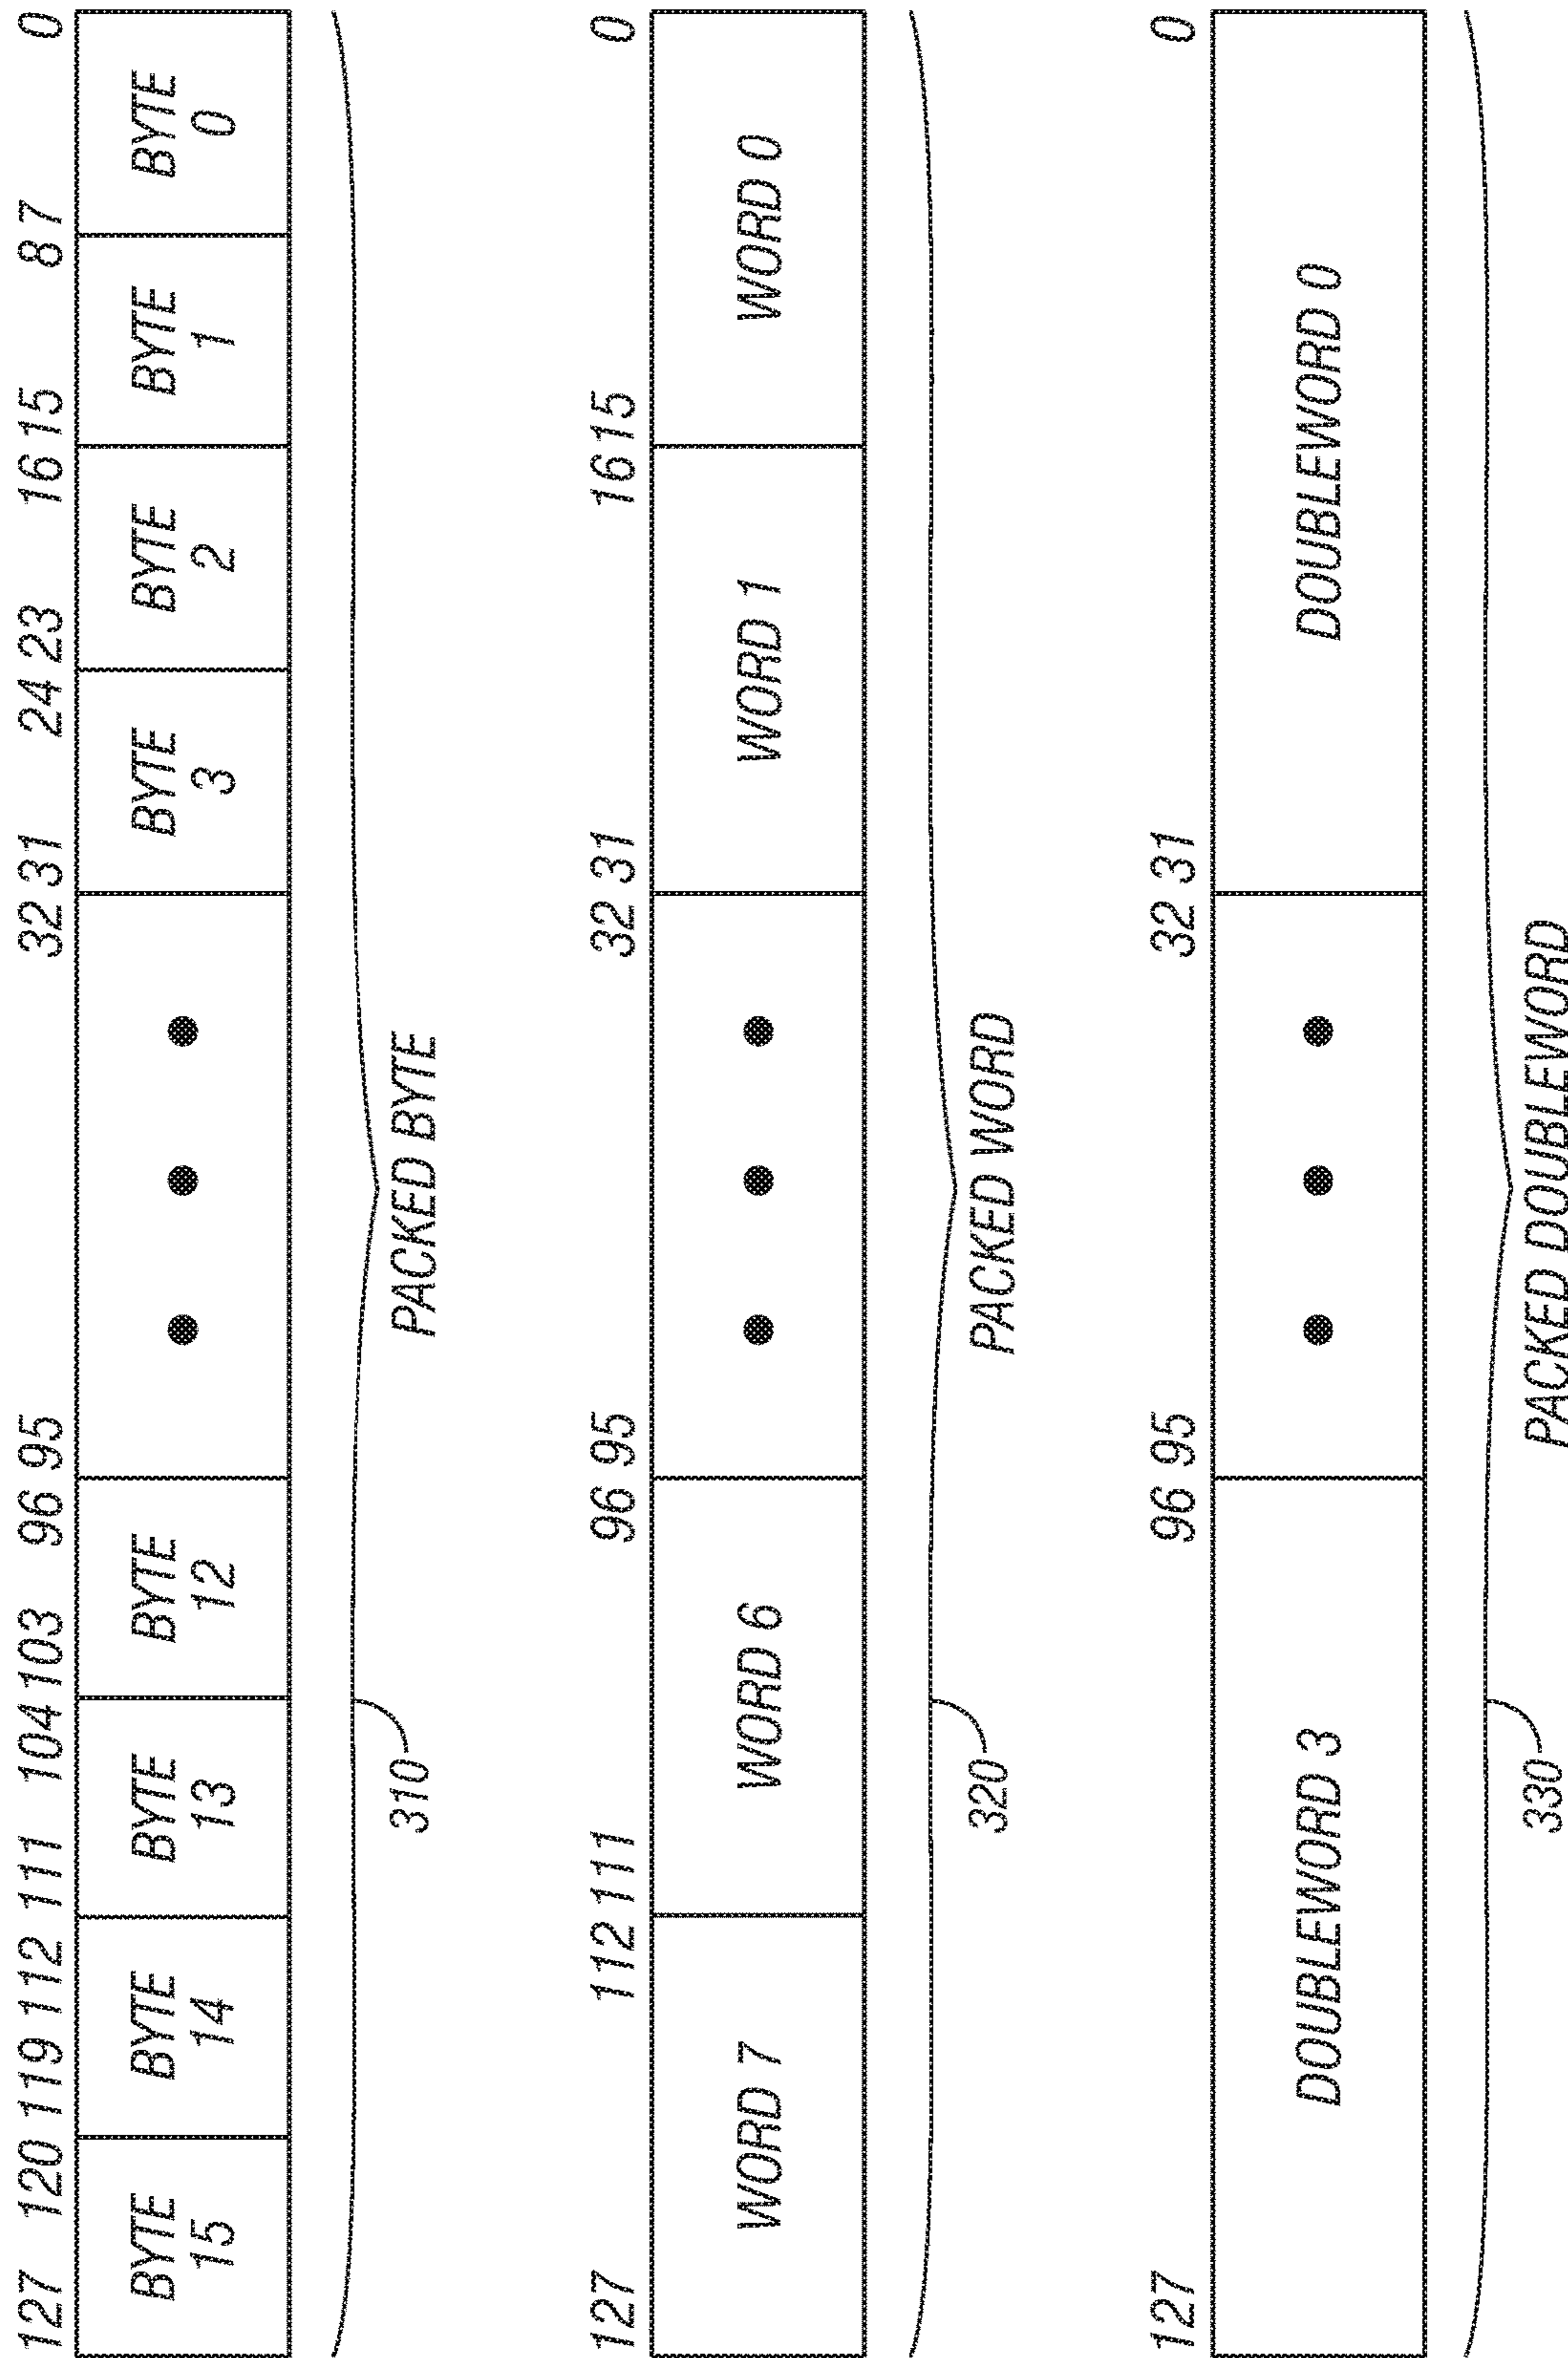 127 120 119 112 111 104 103 96 95 32 31 24 23 16 15 8 7 0
BYTE 15
BYTE 14
BYTE 13
BYTE 12
BYTE 3
BYTE 2
BYTE 1
BYTE 0
310
PACKED BYTE
127 112 111 96 95 32 31 16 15 0
WORD 7
WORD 6
WORD 1
WORD 0
320
PACKED WORD
127 96 95 32 31 0
DOUBLEWORD 3
DOUBLEWORD 0
330
PACKED DOUBLEWORD